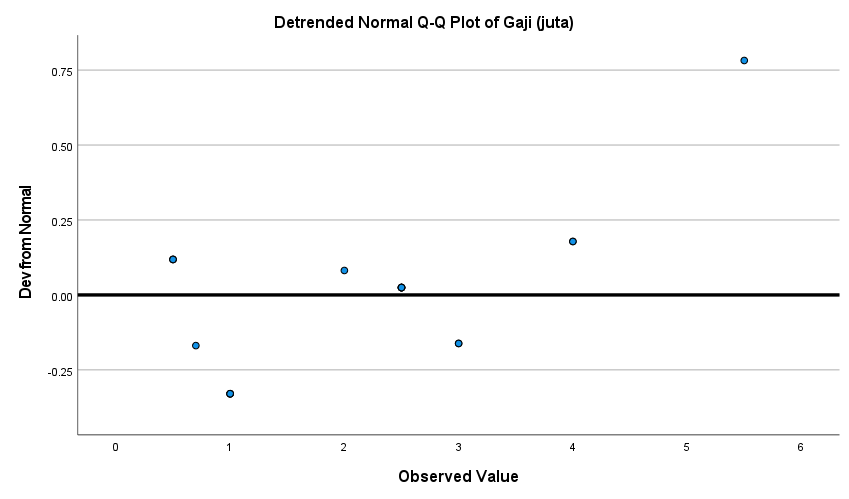 Detrended Normal Q-Q Plot of Gaji (juta)
Dev from Normal
0.75
0.50
0.25
0.00
-0.25
0 1 2 3 4 5 6
Observed Value